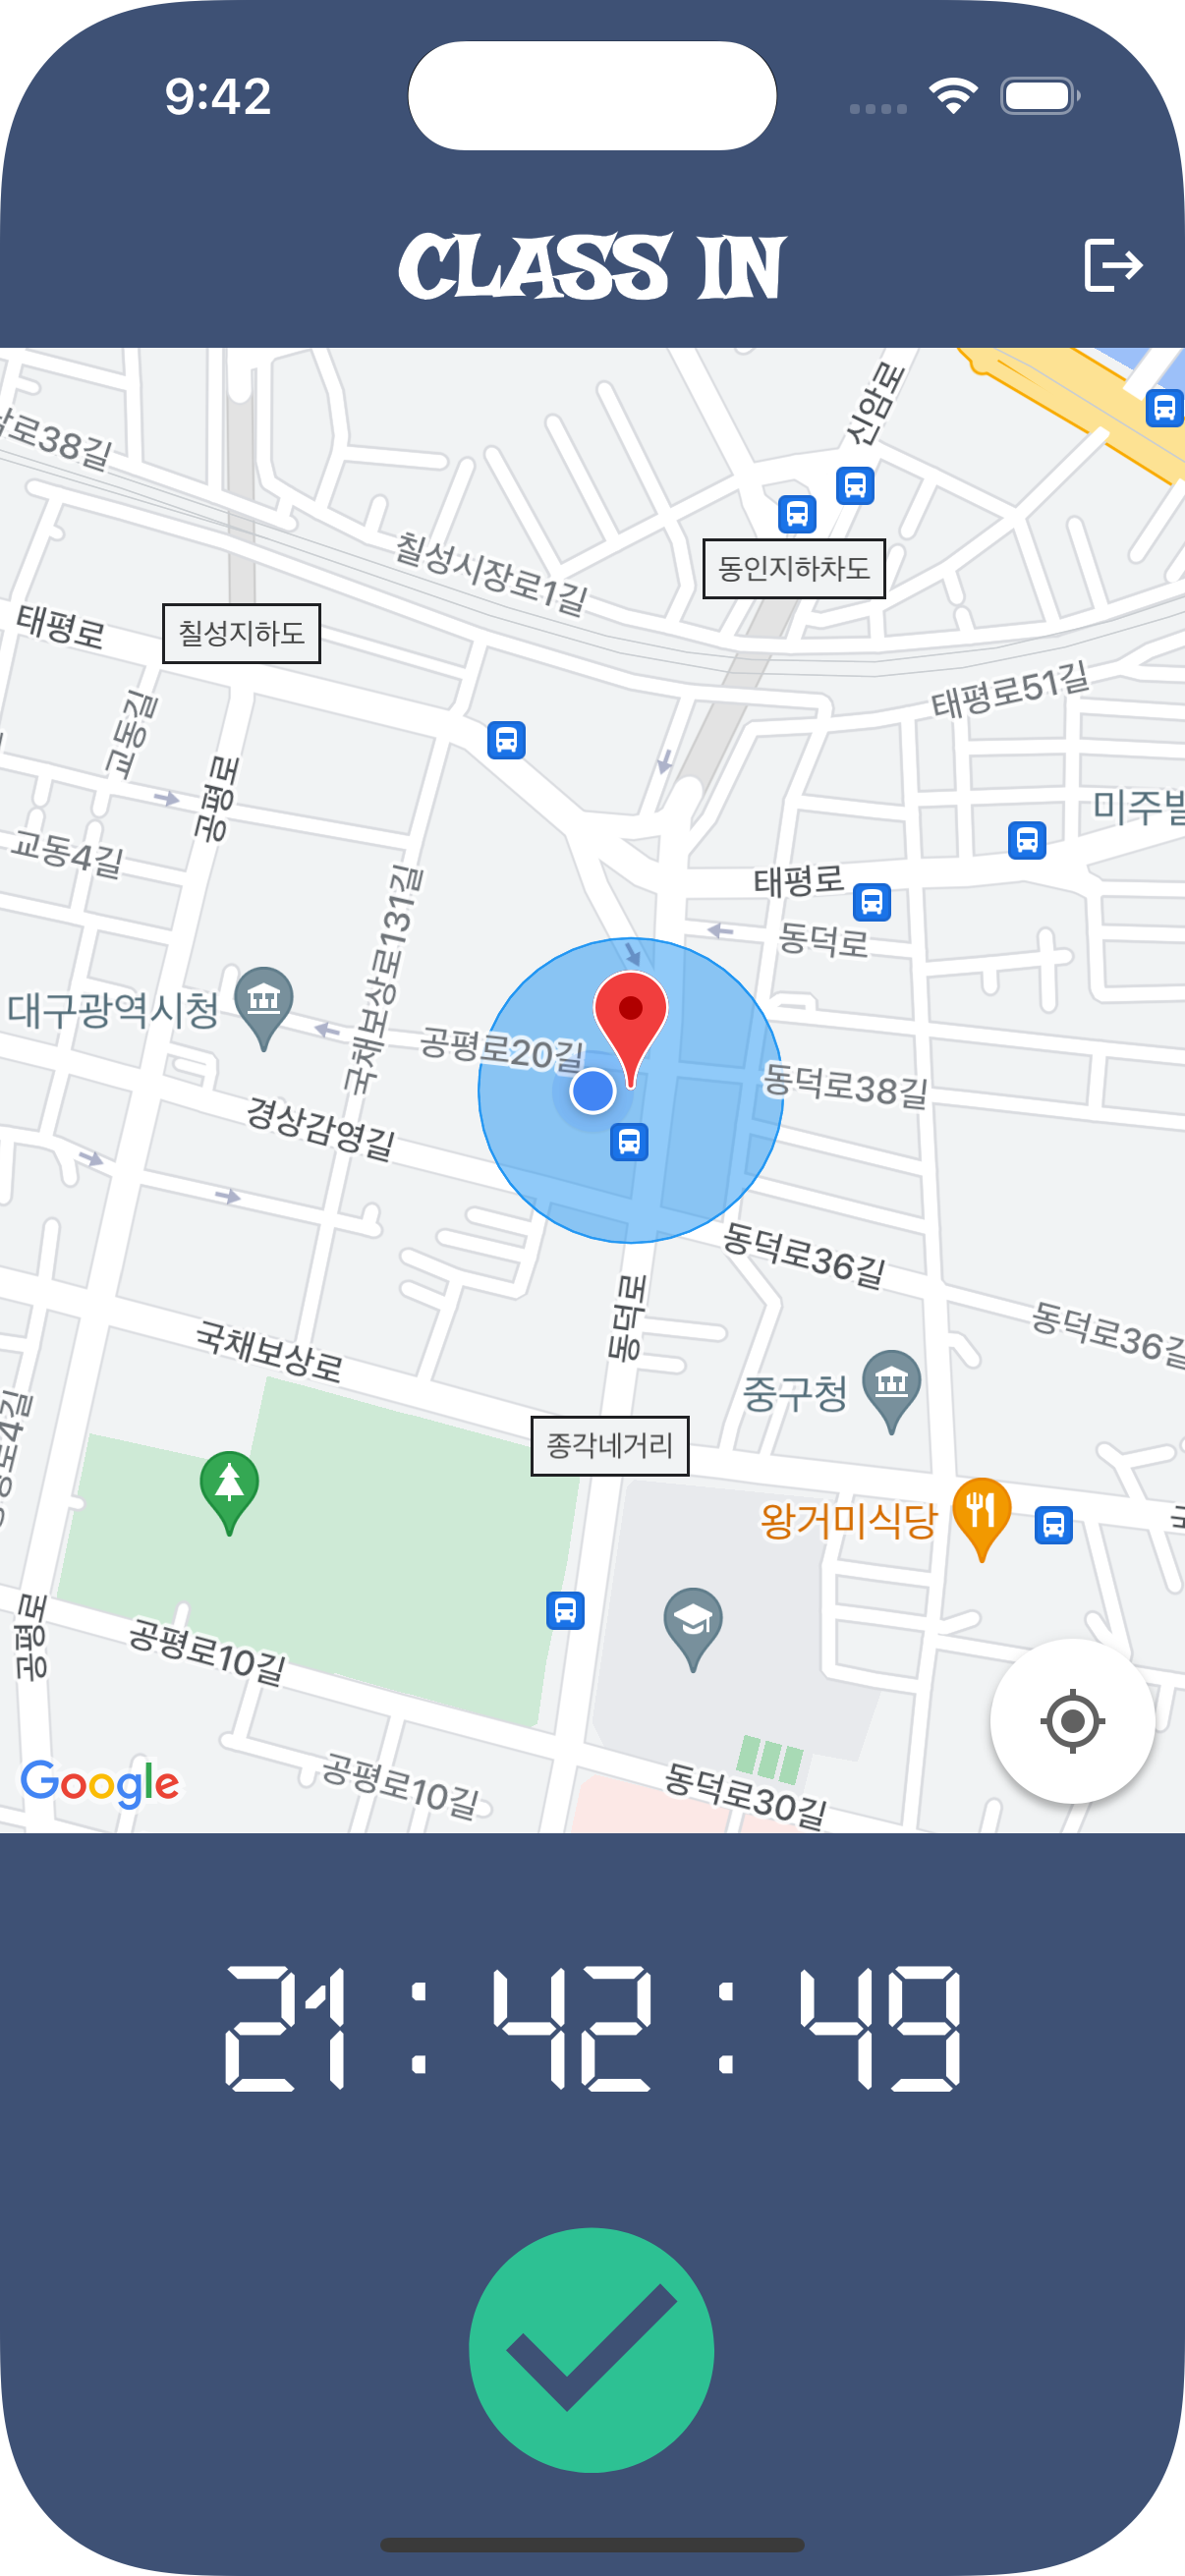 9:42
CLASS IN
신암로
로38길
칠성시장로1길
동인지하차도
칠성지하도
태평로
태평로51길
교동길
공평로
미주빌
교동4길
태평로
동덕로
국채보상로131길
대구광역시청
공평로20길
동덕로38길
경상감영길
동덕로36길
동덕로
동덕로36길
국채보상로
중구청
종각네거리
왕거미식당
공평로
공평로10길
공평로10길
동덕로30길
Google
21 : 42 : 49